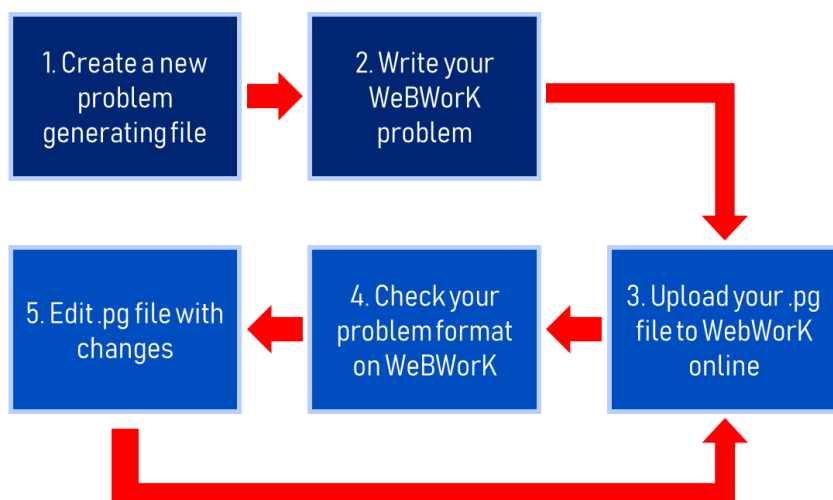 1. Create a new
problem
generating file
2. Write your
WeBWorK
problem
3. Upload your .pg
file to WebWorK
online
4. Check your
problem format
on WeBWorK
5. Edit .pg file with
changes